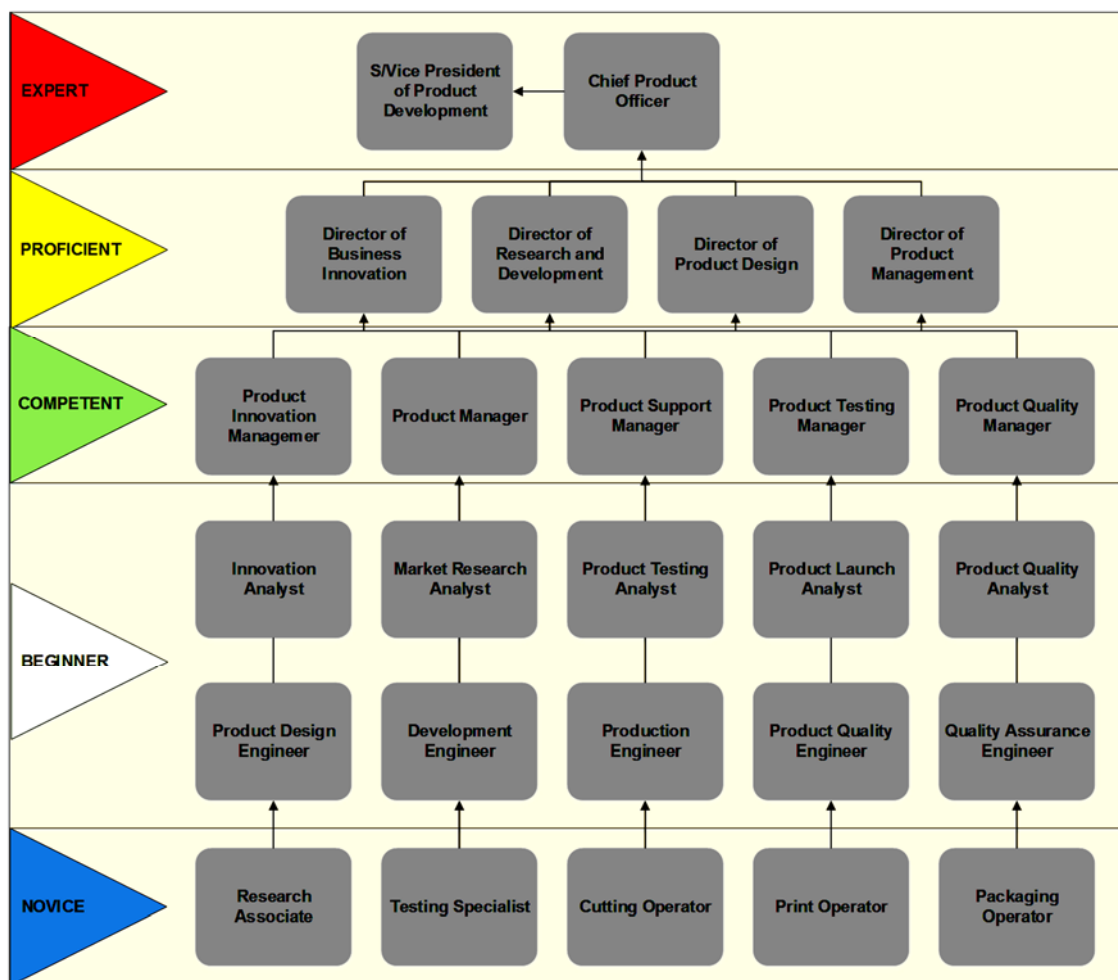 EXPERT
S/Vice President
of Product
Development
Chief Product
Officer
PROFICIENT
Director of
Business
Innovation
Director of
Research and
Development
Director of
Product Design
Director of
Product
Management
COMPETENT
Product
Innovation
Managemer
Product Manager
Product Support
Manager
Product Testing
Manager
Product Quality
Manager
BEGINNER
Innovation
Analyst
Market Research
Analyst
Product Testing
Analyst
Product Launch
Analyst
Product Quality
Analyst
Product Design
Engineer
Development
Engineer
Production
Engineer
Product Quality
Engineer
Quality Assurance
Engineer
NOVICE
Research
Associate
Testing Specialist
Cutting Operator
Print Operator
Packaging
Operator